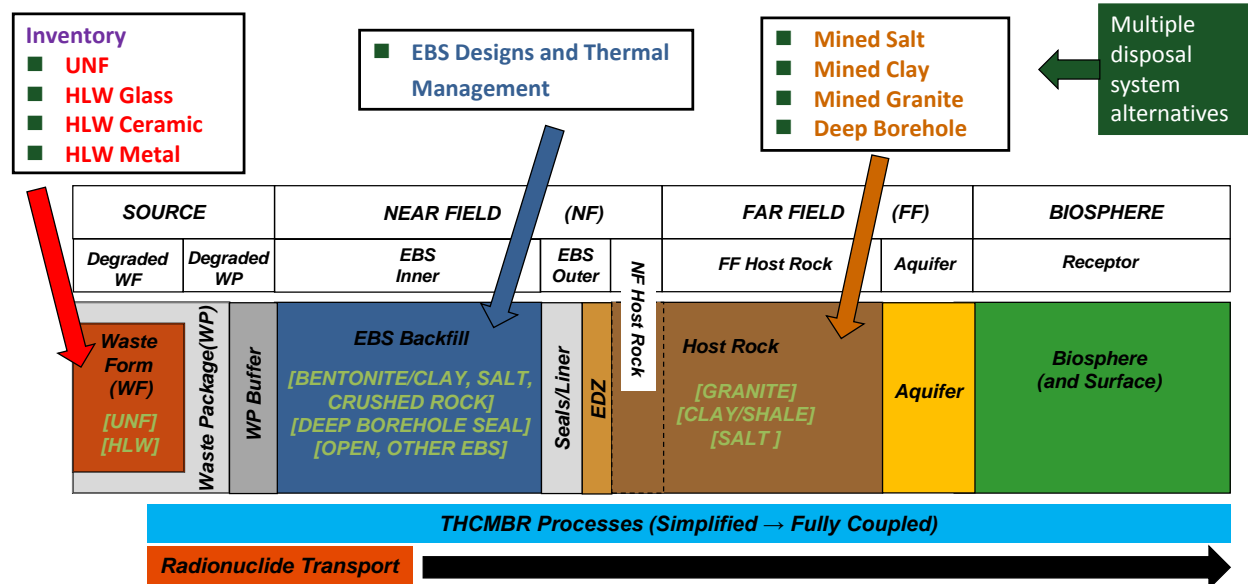 Inventory
UNF
HLW Glass
HLW Ceramic
HLW Metal
EBS Designs and Thermal
Management
Mined Salt
Mined Clay
Mined Granite
Deep Borehole
Multiple
disposal
system
alternatives
SOURCE
NEAR FIELD (NF)
FAR FIELD (FF)
BIOSPHERE
Degraded
WF
Degraded
WP
EBS
Inner
EBS
Outer
NF Host Rock
FF Host Rock
Aquifer
Receptor
Waste
Form
(WF)
[UNF]
[HLW]
Waste Package(WP)
WP Buffer
EBS Backfill
[BENTONITE/CLAY, SALT,
CRUSHED ROCK]
[DEEP BOREHOLE SEAL]
[OPEN, OTHER EBS]
Seals/Liner
EDZ
Host Rock
[GRANITE]
[CLAY/SHALE]
[SALT ]
Aquifer
Biosphere
(and Surface)
THCMBR Processes (Simplified → Fully Coupled)
Radionuclide Transport